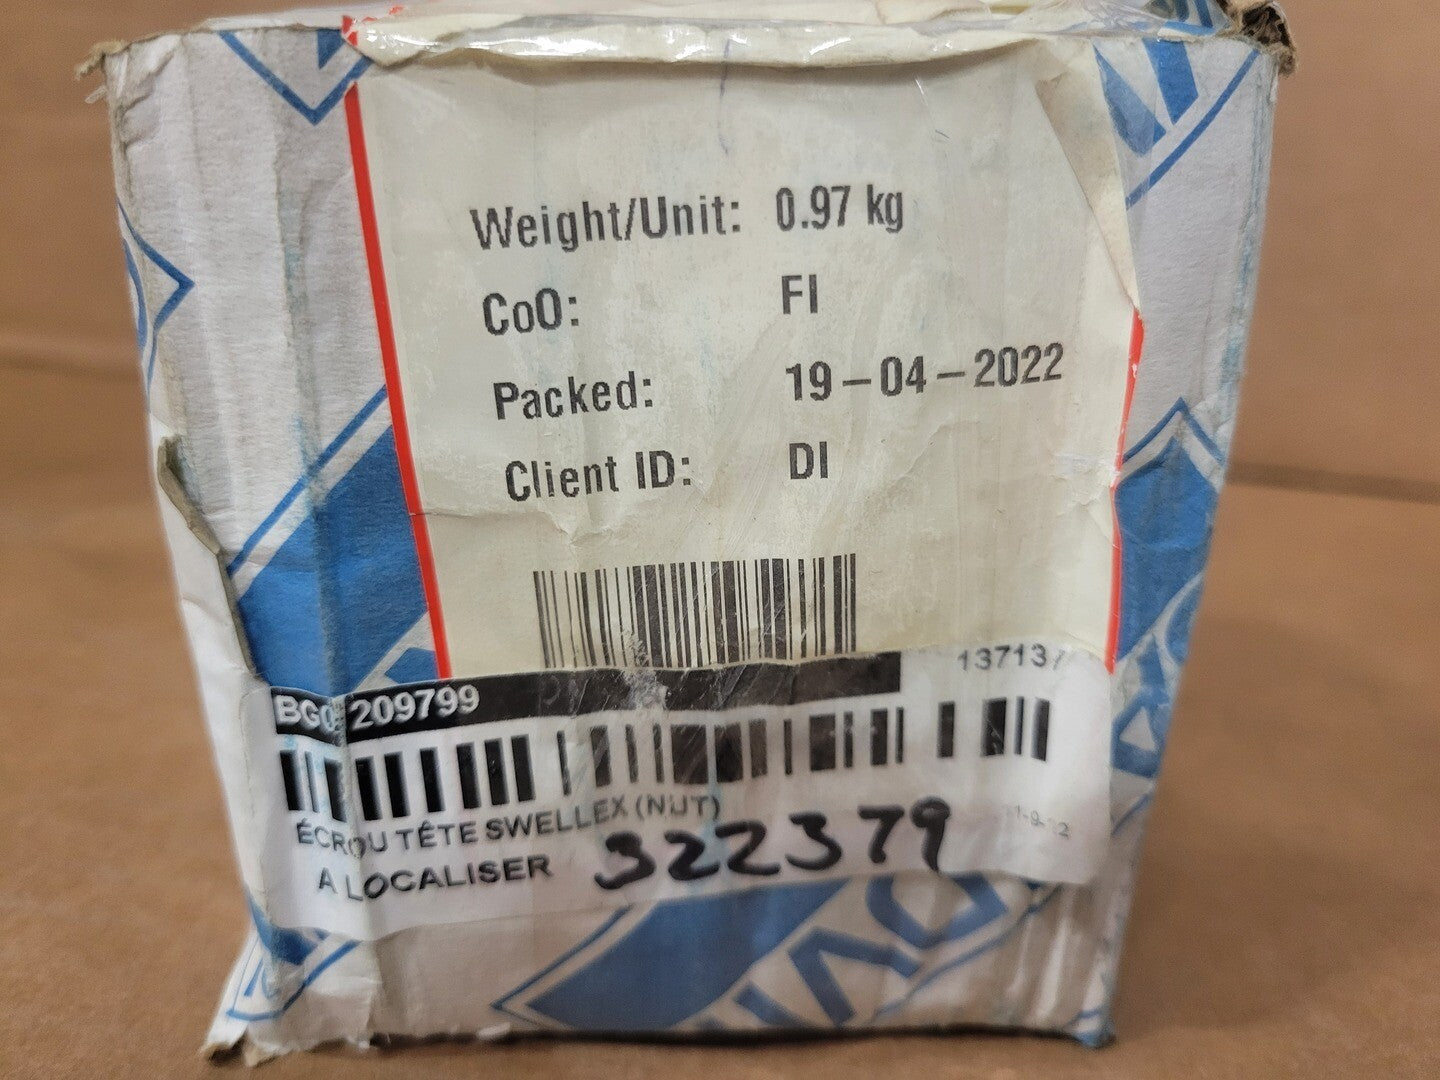 Weight/Unit: 0.97 kg
CoO: FI
Packed: 19-04-2022
Client ID: DI
209799
ÉCROU TÊTE SWELLEX (NUT)
A LOCALISER
322379